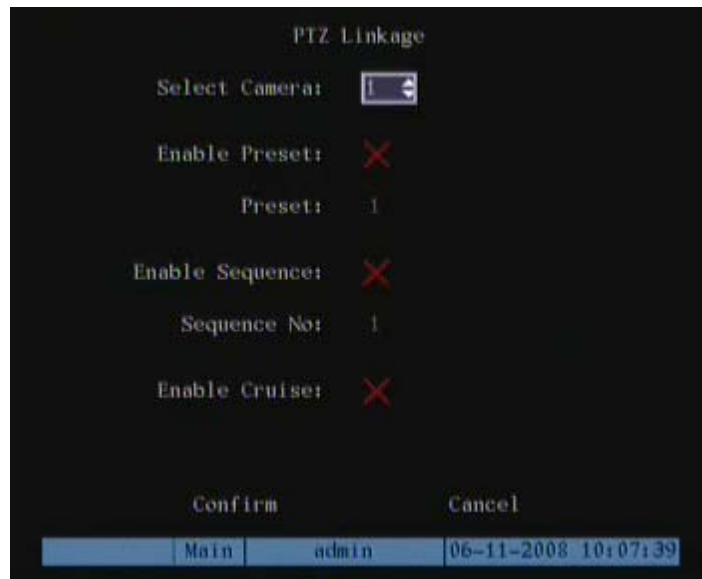 PTZ Linkage
Select Camera: 1
Enable Preset:
Preset: 1
Enable Sequence:
Sequence No: 1
Enable Cruise:
Confirm Cancel
Main admin 06-11-2008 10:07:39